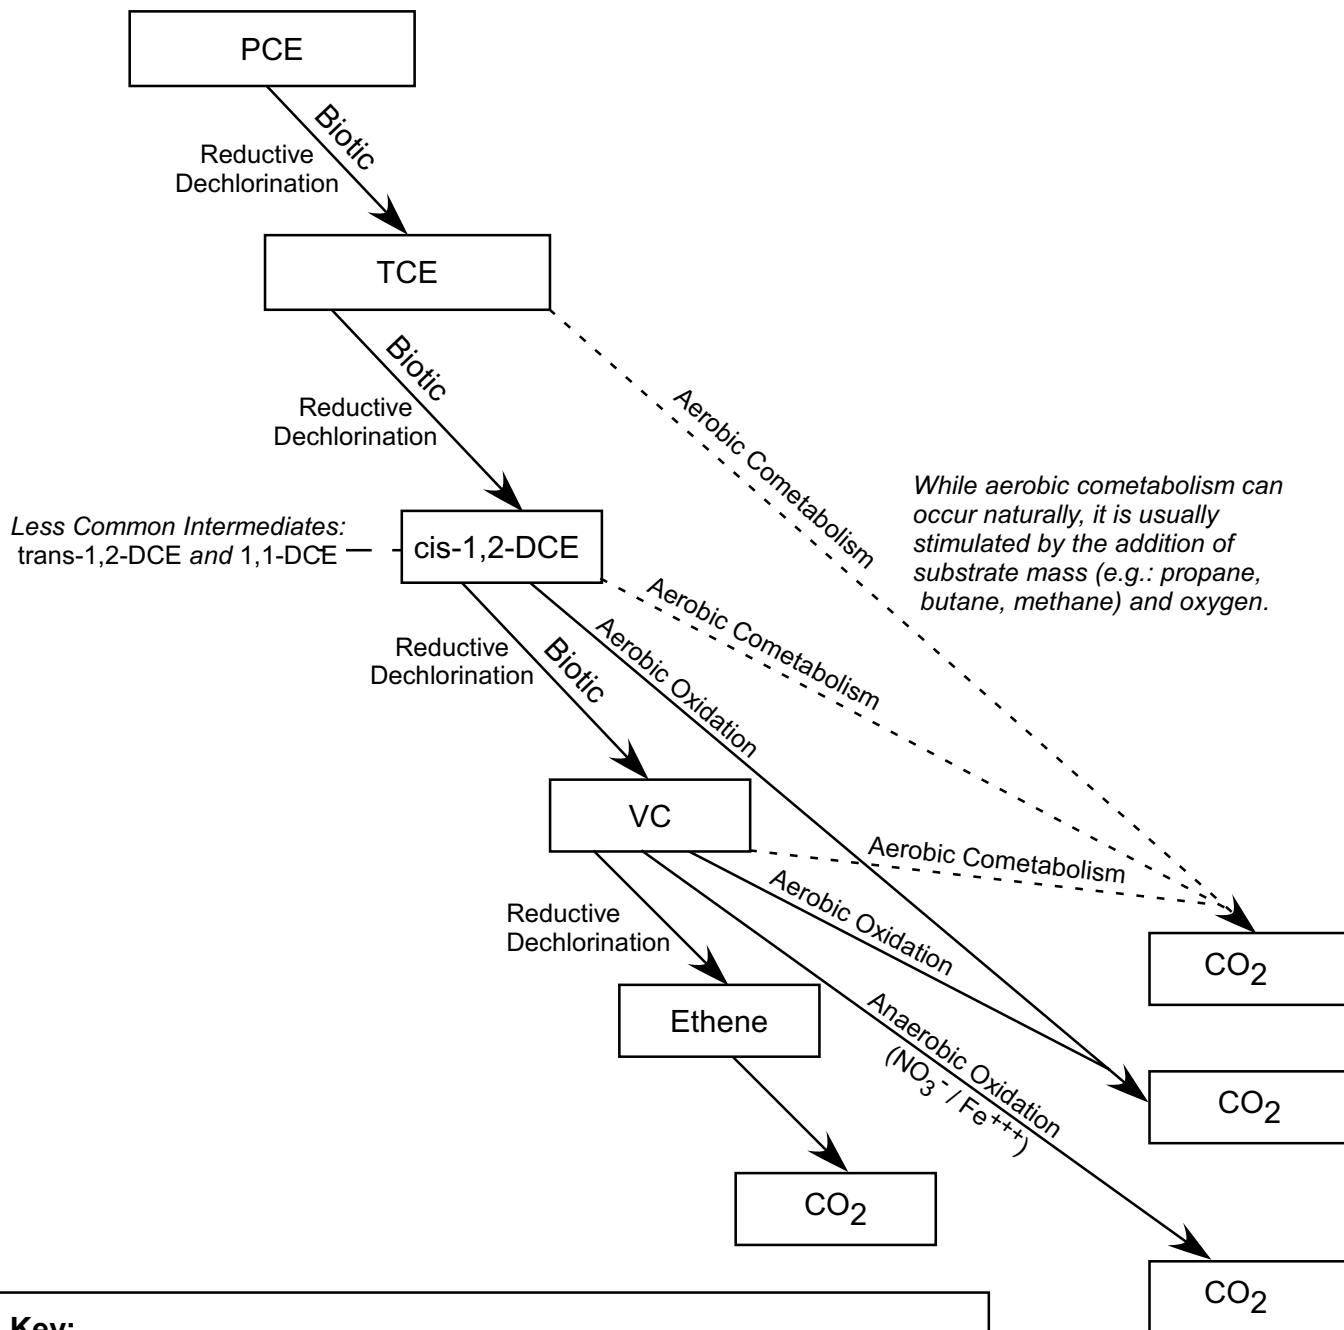 PCE
Biotic
Reductive
Dechlorination
TCE
Biotic
Reductive
Dechlorination
Aerobic Cometabolism
While aerobic cometabolism can
occur naturally, it is usually
stimulated by the addition of
substrate mass (e.g.: propane,
butane, methane) and oxygen.
Less Common Intermediates:
trans-1,2-DCE and 1,1-DCE
cis-1,2-DCE
Aerobic Cometabolism
Reductive
Dechlorination
Biotic
Aerobic Oxidation
VC
Aerobic Cometabolism
Aerobic Oxidation
Reductive
Dechlorination
CO2
Ethene
Anaerobic Oxidation
(NO3- / Fe+++)
CO2
CO2
CO2
Key: